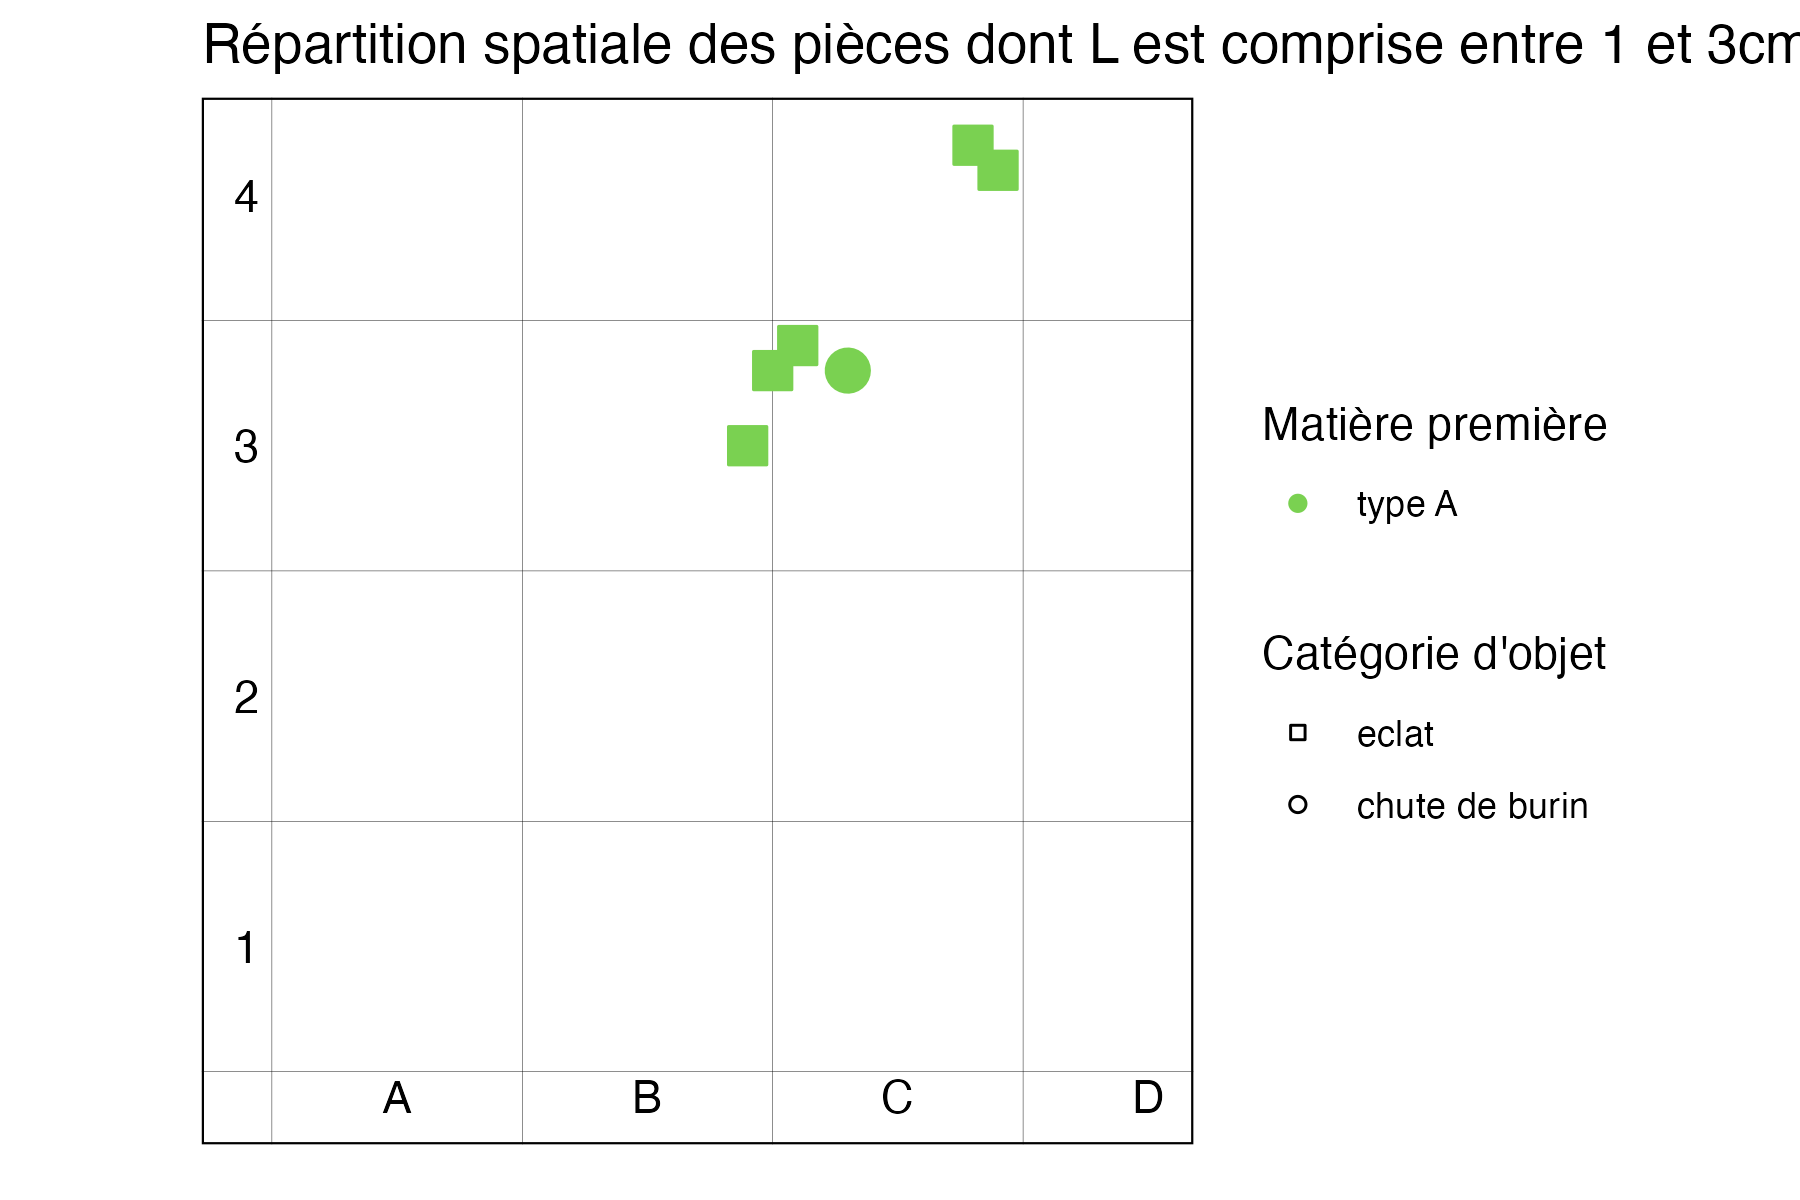 Répartition spatiale des pièces dont L est comprise entre 1 et 3cm
4
3
2
1
A B C D
Matière première
type A
Catégorie d'objet
eclat
chute de burin